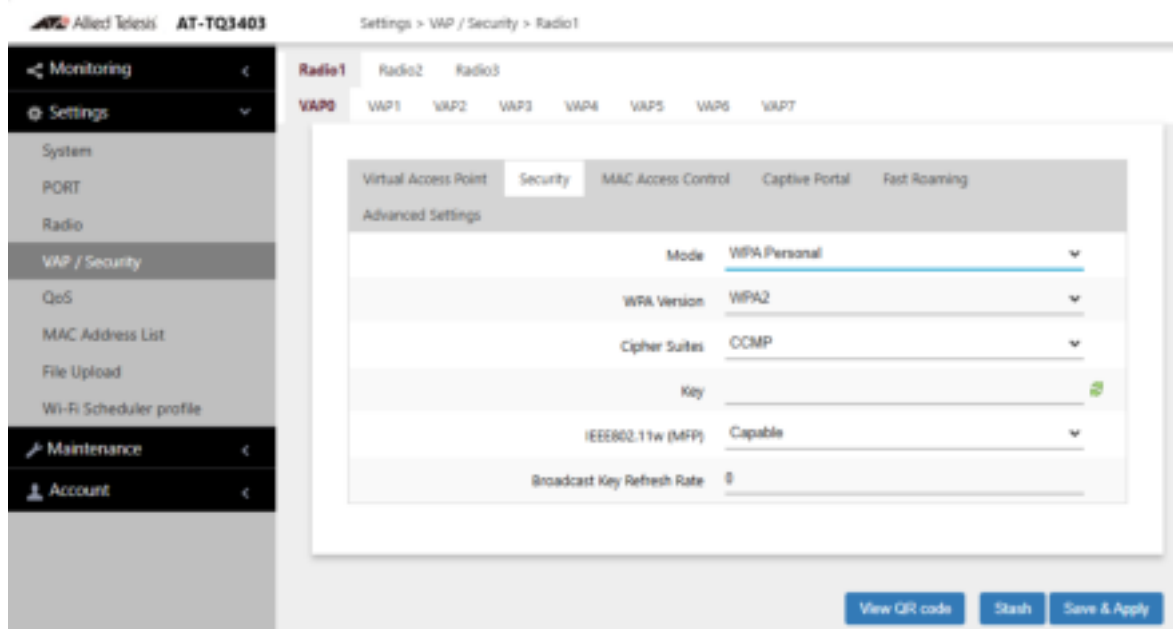 Allied Telesis AT-TQ3403
Settings > VAP / Security > Radio1
Monitoring
Settings
System
PORT
Radio
VAP / Security
QoS
MAC Address List
File Upload
Wi-Fi Scheduler profile
Maintenance
Account
Radio1 Radio2 Radio3
VAP0 VAP1 VAP2 VAP3 VAP4 VAP5 VAP6 VAP7
Virtual Access Point Security MAC Access Control Captive Portal Fast Roaming
Advanced Settings
Mode WPA Personal
WPA Version WPA2
Cipher Suites CCMP
Key
IEEE802.11w (MFP) Capable
Broadcast Key Refresh Rate 0
View QR code Stash Save & Apply